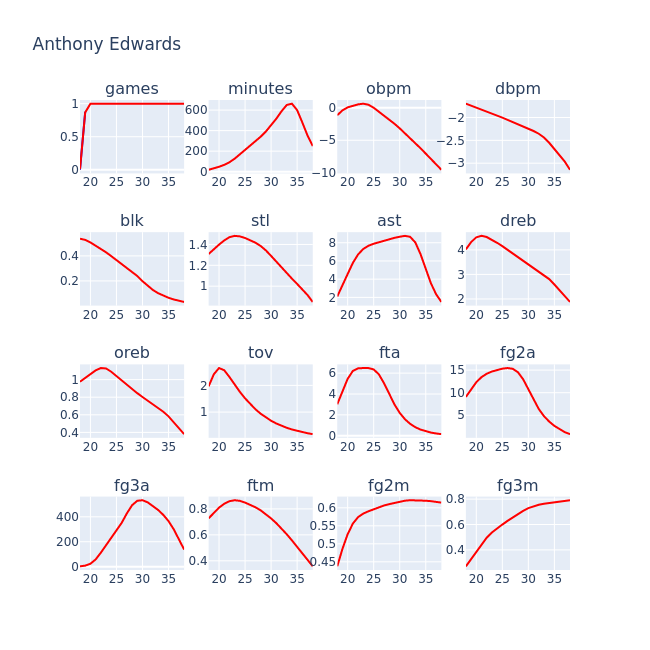 Anthony Edwards
games minutes obpm dbpm
1 0.5 0 20 25 30 35
600 400 200 0 20 25 30 35
0 −5 −10 20 25 30 35
−2 −2.5 −3 20 25 30 35
blk stl ast dreb
0.4 0.2 20 25 30 35
1.4 1.2 1 20 25 30 35
8 6 4 2 20 25 30 35
4 3 2 20 25 30 35
oreb tov fta fg2a
1 0.8 0.6 0.4 20 25 30 35
2 1 20 25 30 35
6 4 2 0 20 25 30 35
15 10 5 20 25 30 35
fg3a ftm fg2m fg3m
400 200 0 20 25 30 35
0.8 0.6 0.4 20 25 30 35
0.6 0.55 0.5 0.45 20 25 30 35
0.8 0.6 0.4 20 25 30 35